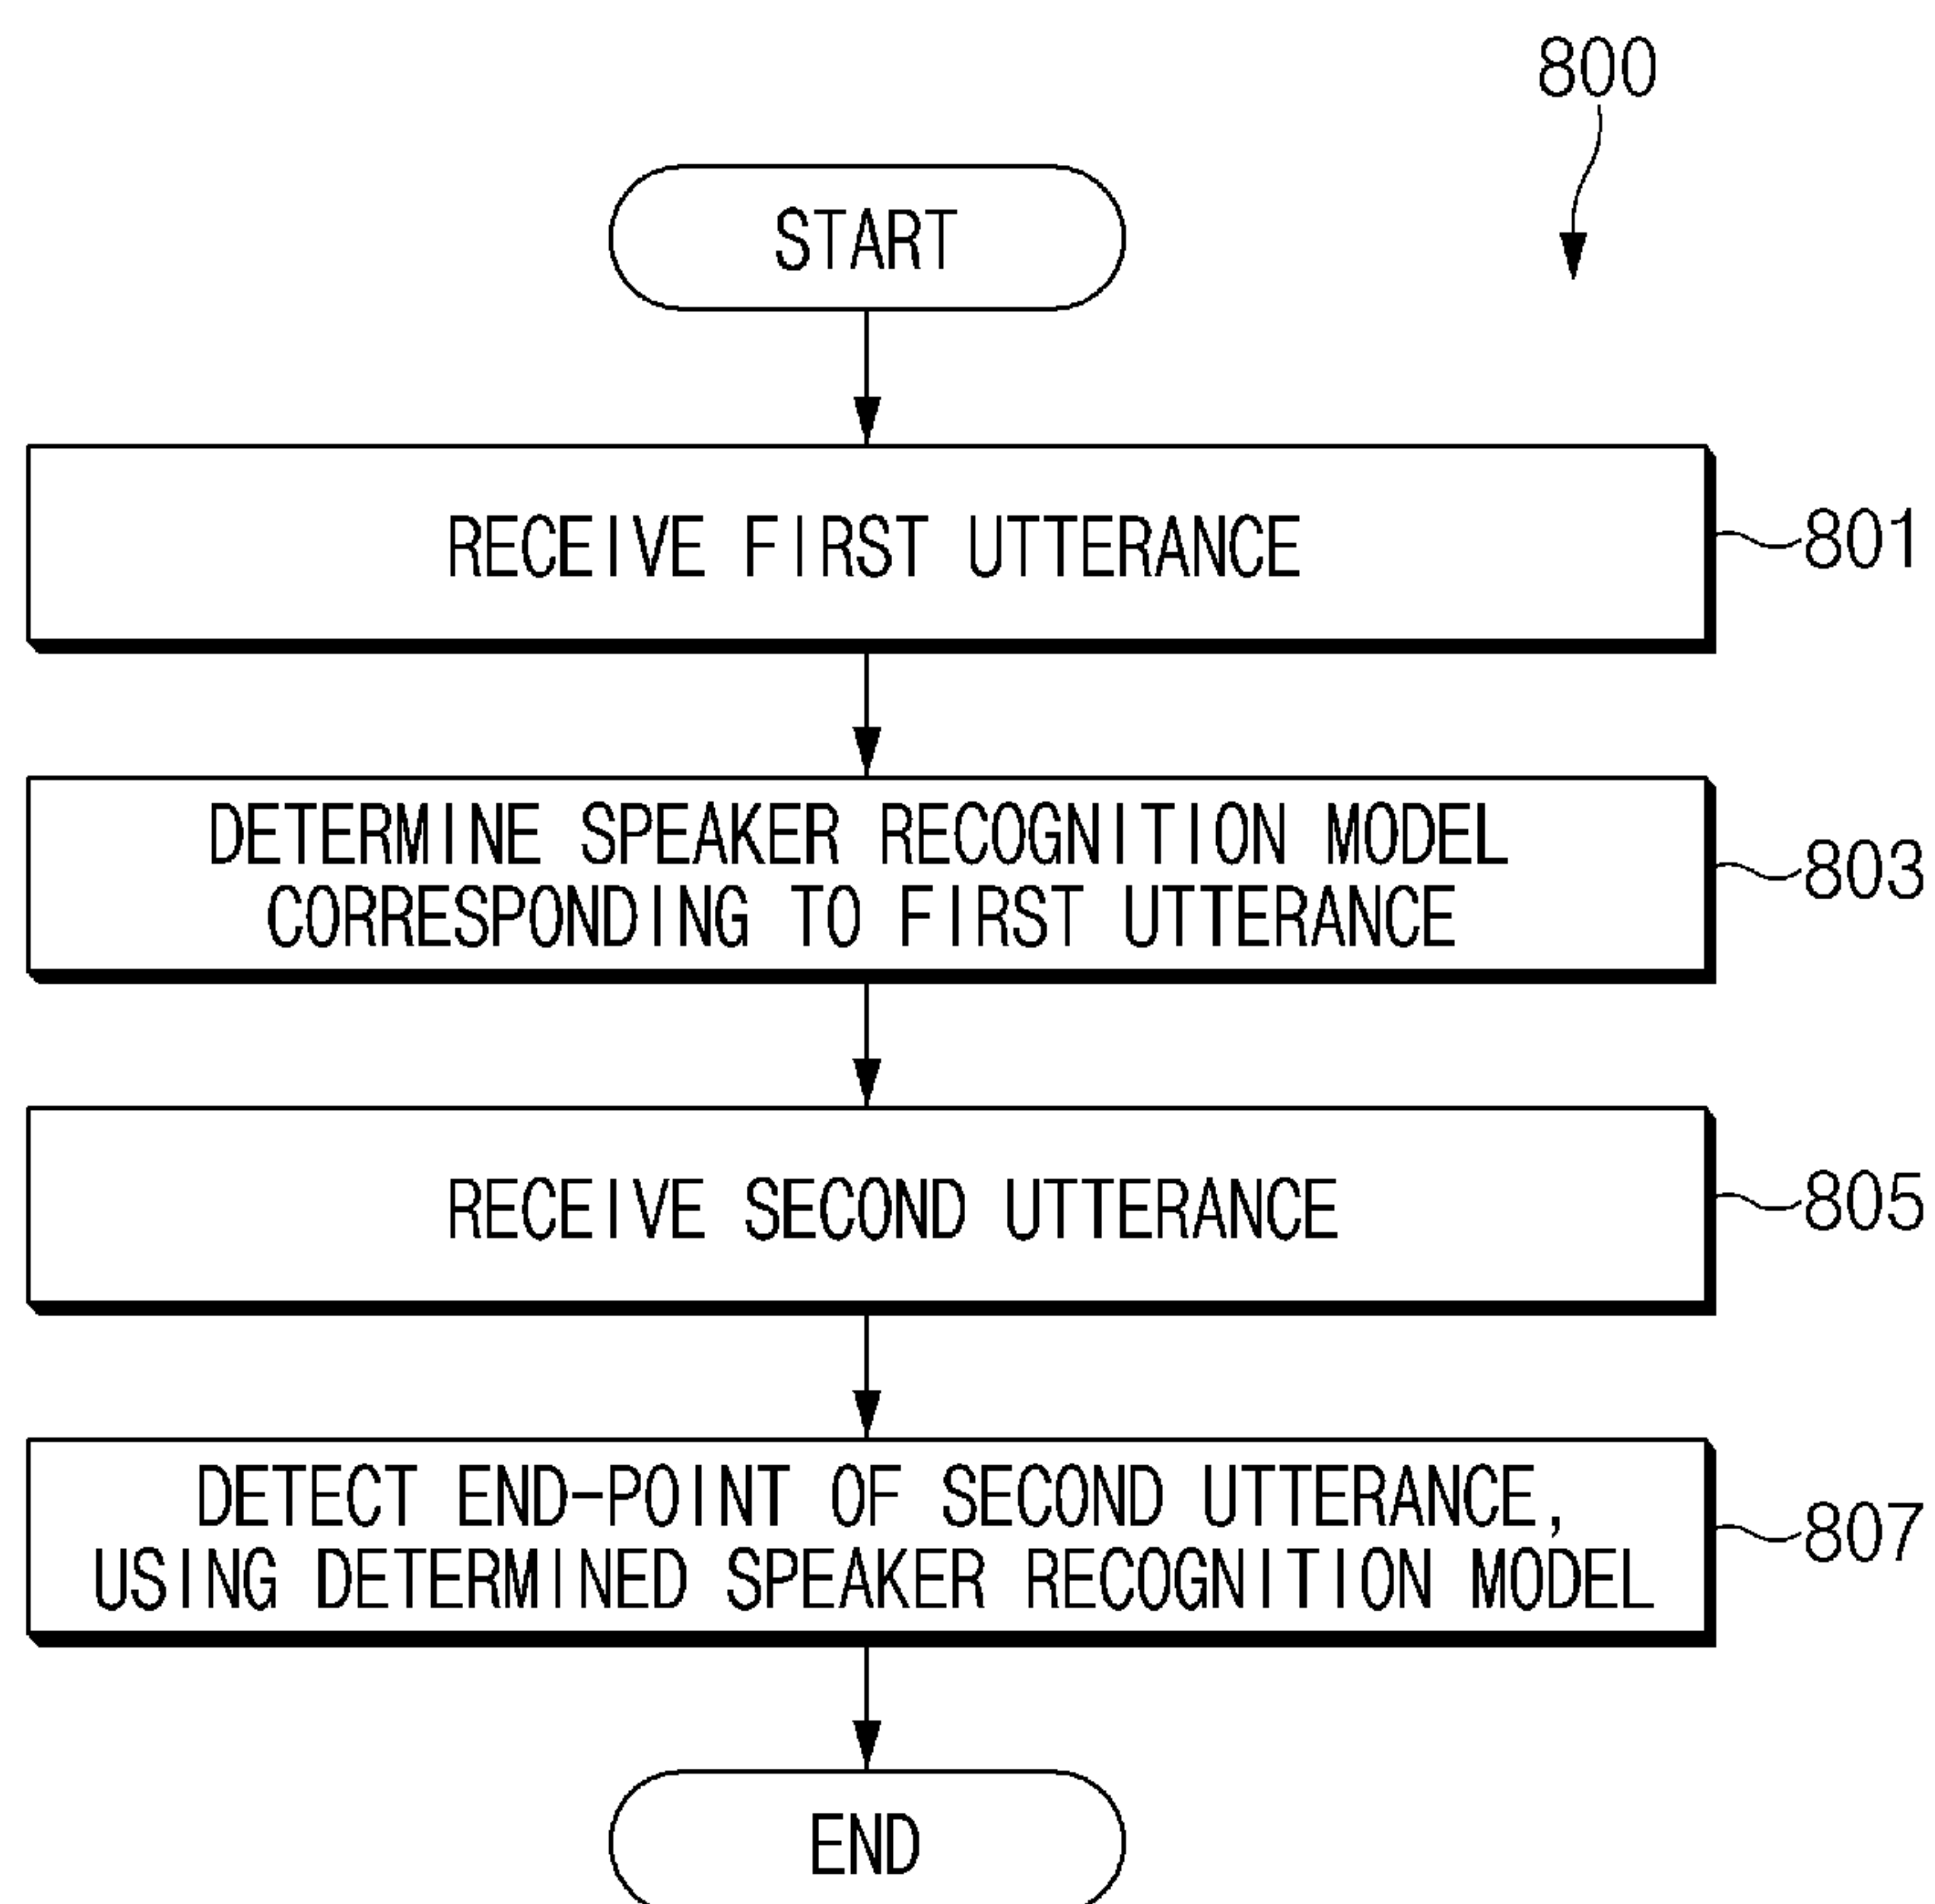 800
START
RECEIVE FIRST UTTERANCE
801
DETERMINE SPEAKER RECOGNITION MODEL
CORRESPONDING TO FIRST UTTERANCE
803
RECEIVE SECOND UTTERANCE
805
DETECT END-POINT OF SECOND UTTERANCE,
USING DETERMINED SPEAKER RECOGNITION MODEL
807
END